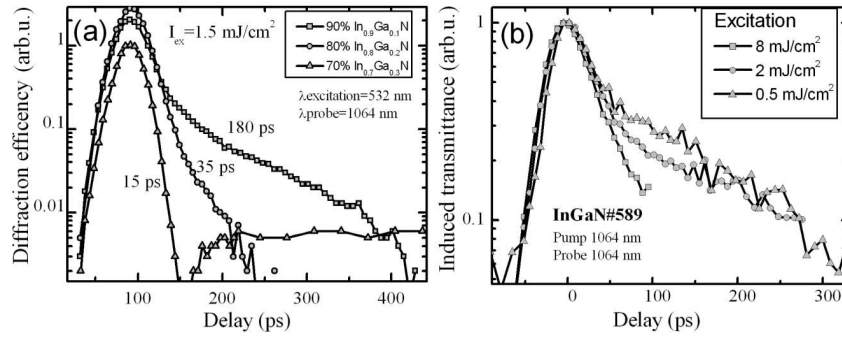 (a)
I_ex=1.5 mJ/cm²
90% In₀.₉Ga₀.₁N
80% In₀.₈Ga₀.₂N
70% In₀.₇Ga₀.₃N
λexcitation=532 nm
λprobe=1064 nm
180 ps
35 ps
15 ps
1
0.1
0.01
Diffraction efficency (arb.u.)
100
200
300
400
Delay (ps)
(b)
Excitation
8 mJ/cm²
2 mJ/cm²
0.5 mJ/cm²
InGaN#589
Pump 1064 nm
Probe 1064 nm
1
0.1
Induced transmittance (arb.u.)
0
100
200
300
Delay (ps)